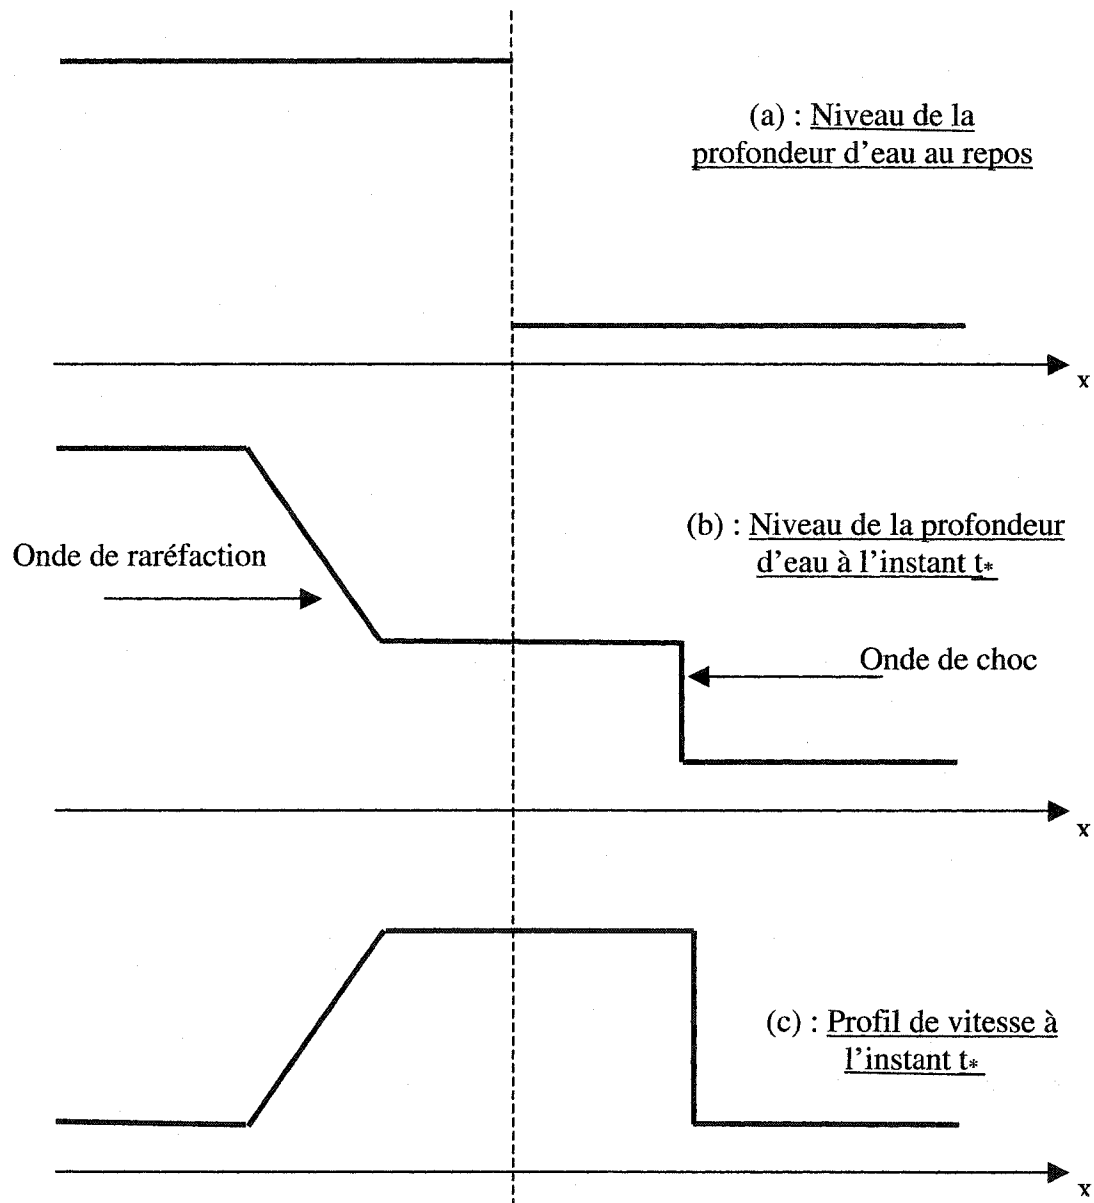 (a) : Niveau de la
profondeur d'eau au repos
x
(b) : Niveau de la profondeur
d'eau à l'instant t*
Onde de raréfaction
Onde de choc
x
(c) : Profil de vitesse à
l'instant t*
x